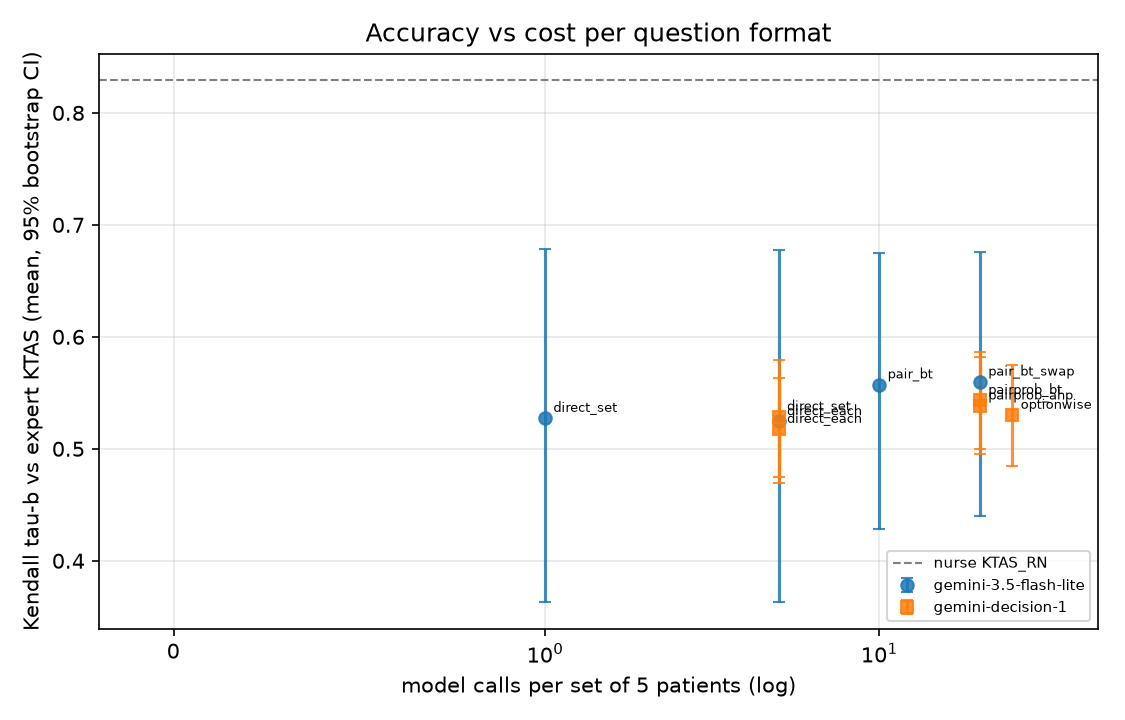 Accuracy vs cost per question format
Kendall tau-b vs expert KTAS (mean, 95% bootstrap CI)
0.8
0.7
0.6
0.5
0.4
direct_set
direct_set
direct_each
direct_each
pair_bt
pair_bt_swap
pairprob_bt
pairprob_ahp
optionwise
nurse KTAS_RN
gemini-3.5-flash-lite
gemini-decision-1
0
10⁰
10¹
model calls per set of 5 patients (log)